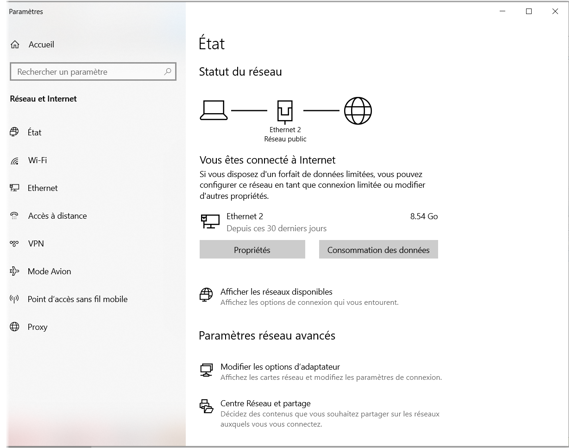 Paramètres
Accueil
Rechercher un paramètre
Réseau et Internet
État
Wi-Fi
Ethernet
Accès à distance
VPN
Mode Avion
Point d'accès sans fil mobile
Proxy
État
Statut du réseau
Ethernet 2
Réseau public
Vous êtes connecté à Internet
Si vous disposez d'un forfait de données limitées, vous pouvez
configurer ce réseau en tant que connexion limitée ou modifier
d'autres propriétés.
Ethernet 2 8.54 Go
Depuis ces 30 derniers jours
Propriétés Consommation des données
Afficher les réseaux disponibles
Affichez les options de connexion qui vous entourent.
Paramètres réseau avancés
Modifier les options d'adaptateur
Affichez les cartes réseau et modifiez les paramètres de connexion.
Centre Réseau et partage
Décidez des contenus que vous souhaitez partager sur les réseaux
auxquels vous vous connectez.